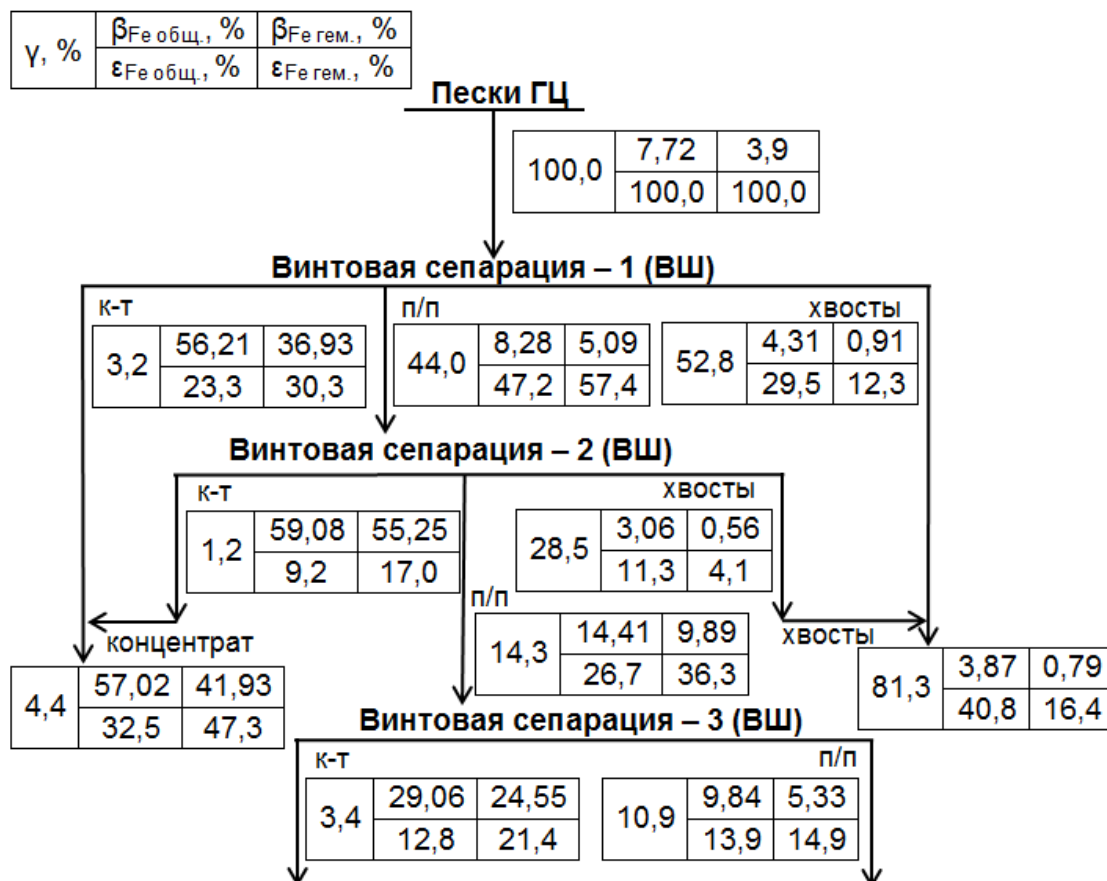 γ, % βFe общ., % βFe гем., %
εFe общ., % εFe гем., %
Пески ГЦ
100,0 7,72 3,9
100,0 100,0
Винтовая сепарация – 1 (ВШ)
к-т
3,2 56,21 36,93
23,3 30,3
п/п
44,0 8,28 5,09
47,2 57,4
хвосты
52,8 4,31 0,91
29,5 12,3
Винтовая сепарация – 2 (ВШ)
к-т
1,2 59,08 55,25
9,2 17,0
хвосты
28,5 3,06 0,56
11,3 4,1
п/п
14,3 14,41 9,89
26,7 36,3
концентрат
4,4 57,02 41,93
32,5 47,3
хвосты
81,3 3,87 0,79
40,8 16,4
Винтовая сепарация – 3 (ВШ)
к-т
3,4 29,06 24,55
12,8 21,4
п/п
10,9 9,84 5,33
13,9 14,9